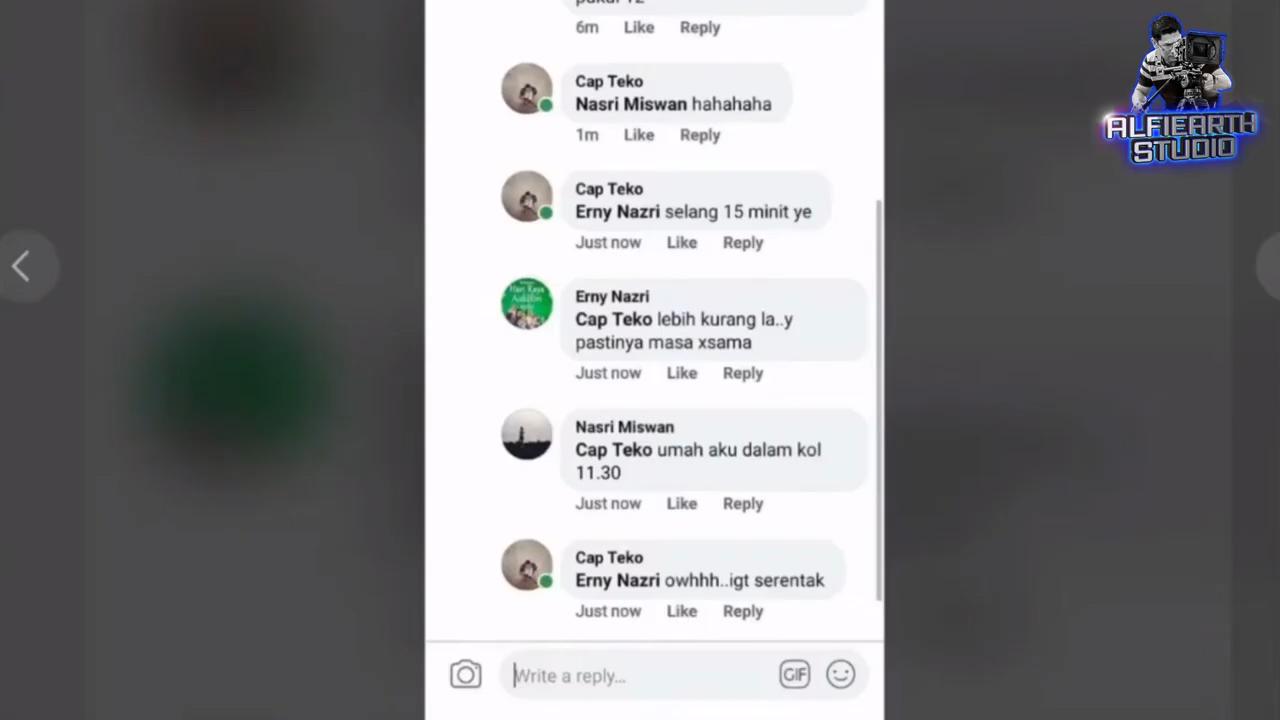 pukul 12
6m Like Reply
Cap Teko
Nasri Miswan hahahaha
1m Like Reply
Cap Teko
Erny Nazri selang 15 minit ye
Just now Like Reply
Erny Nazri
Cap Teko lebih kurang la..y
pastinya masa xsama
Just now Like Reply
Nasri Miswan
Cap Teko umah aku dalam kol
11.30
Just now Like Reply
Cap Teko
Erny Nazri owhhh..igt serentak
Just now Like Reply
Write a reply...
GIF
ALFIEARTH
STUDIO